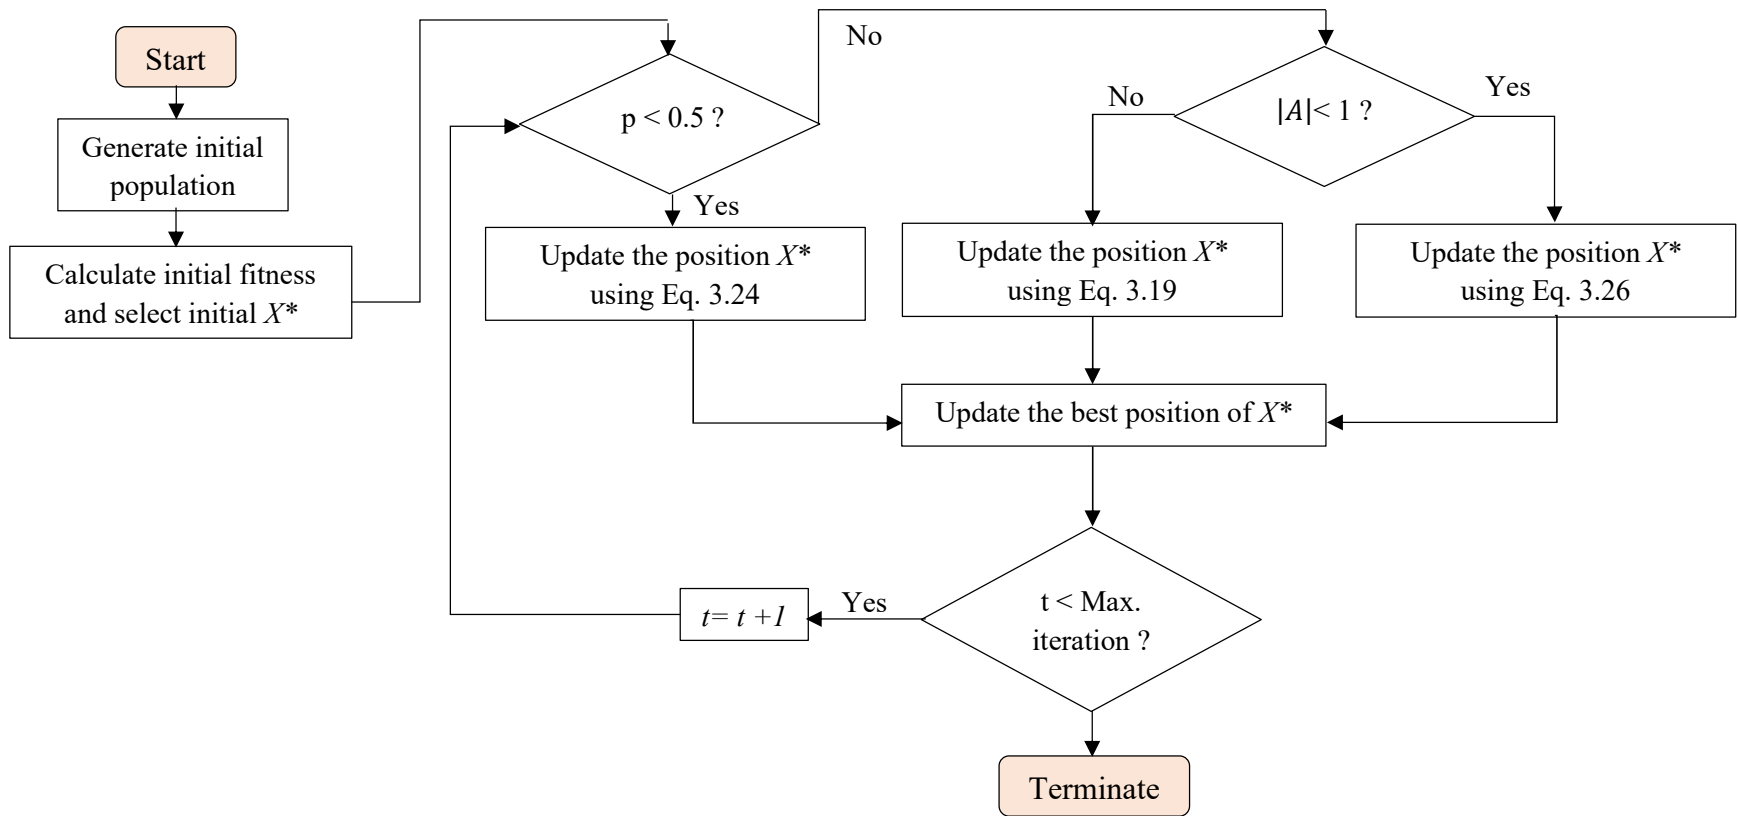 Start
Generate initial
population
Calculate initial fitness
and select initial X*
p < 0.5 ?
No
Yes
|A|< 1 ?
No
Yes
Update the position X*
using Eq. 3.24
Update the position X*
using Eq. 3.19
Update the position X*
using Eq. 3.26
Update the best position of X*
t < Max.
iteration ?
Yes
t= t +1
Terminate